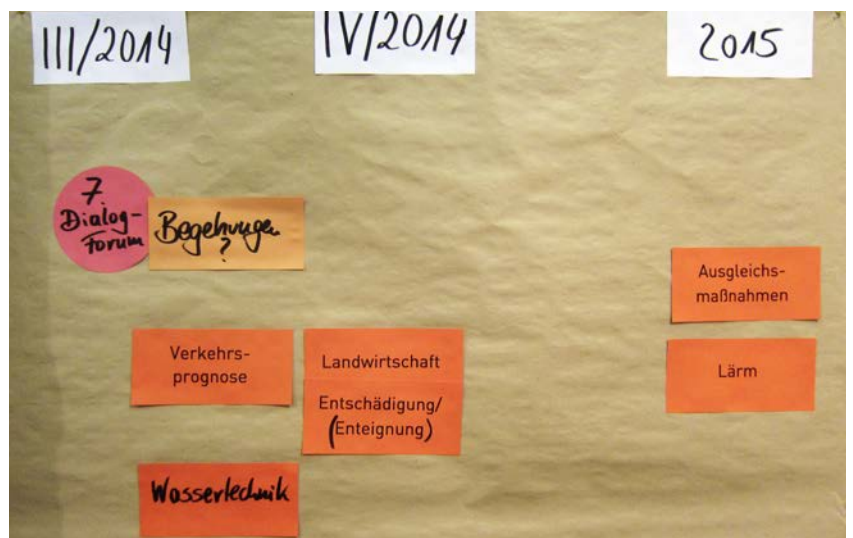 III/2014
IV/2014
2015
7.
Dialog-
Forum
Begehungen
?
Verkehrs-
prognose
Wassertechnik
Landwirtschaft
Entschädigung/
(Enteignung)
Ausgleichs-
maßnahmen
Lärm